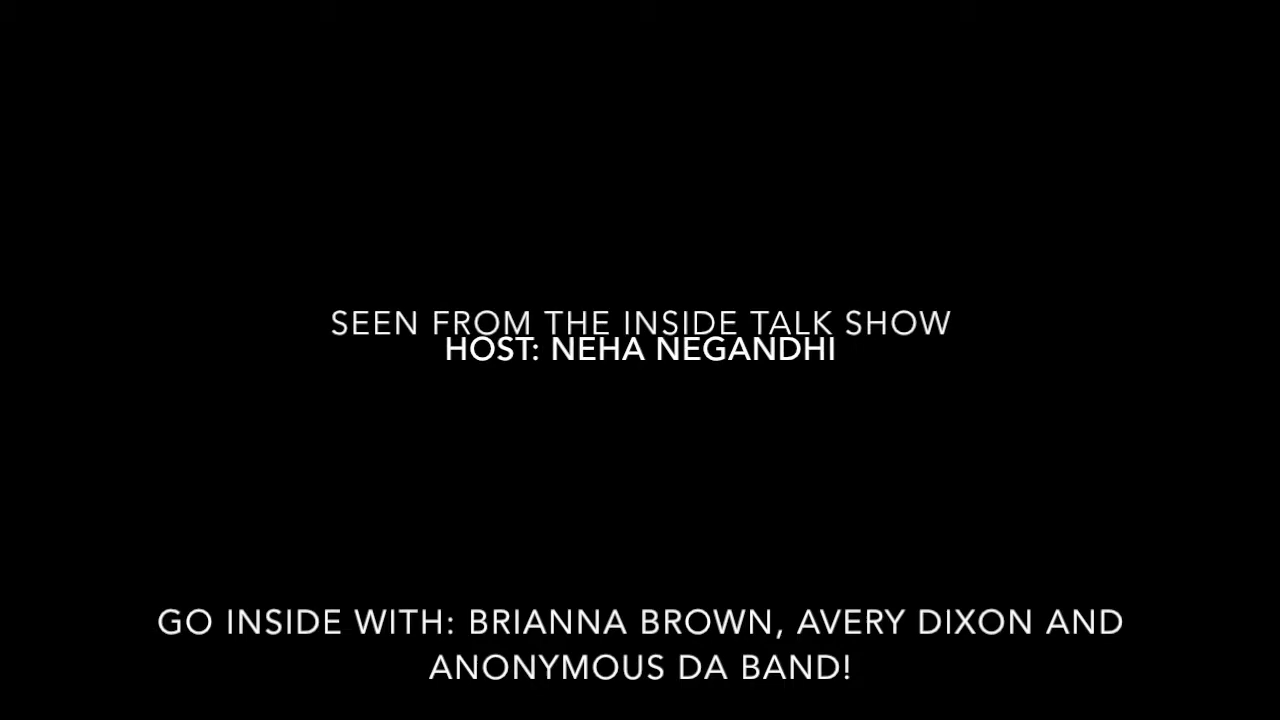 SEEN FROM THE INSIDE TALK SHOW
HOST: NEHA NEGANDHI
GO INSIDE WITH: BRIANNA BROWN, AVERY DIXON AND
ANONYMOUS DA BAND!